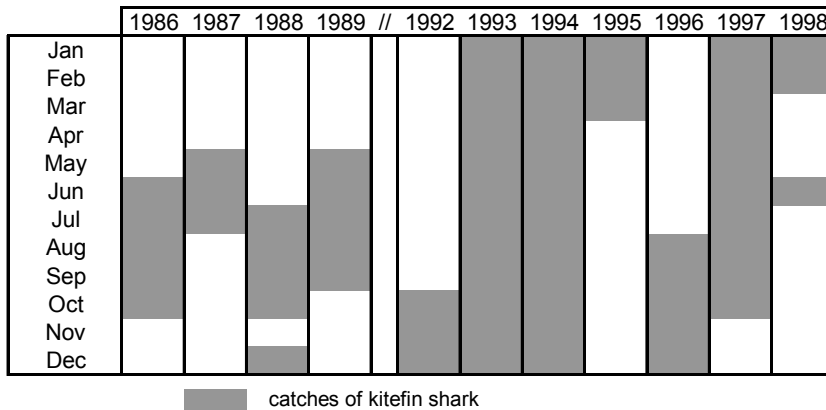 1986 1987 1988 1989 // 1992 1993 1994 1995 1996 1997 1998
Jan
Feb
Mar
Apr
May
Jun
Jul
Aug
Sep
Oct
Nov
Dec
catches of kitefin shark